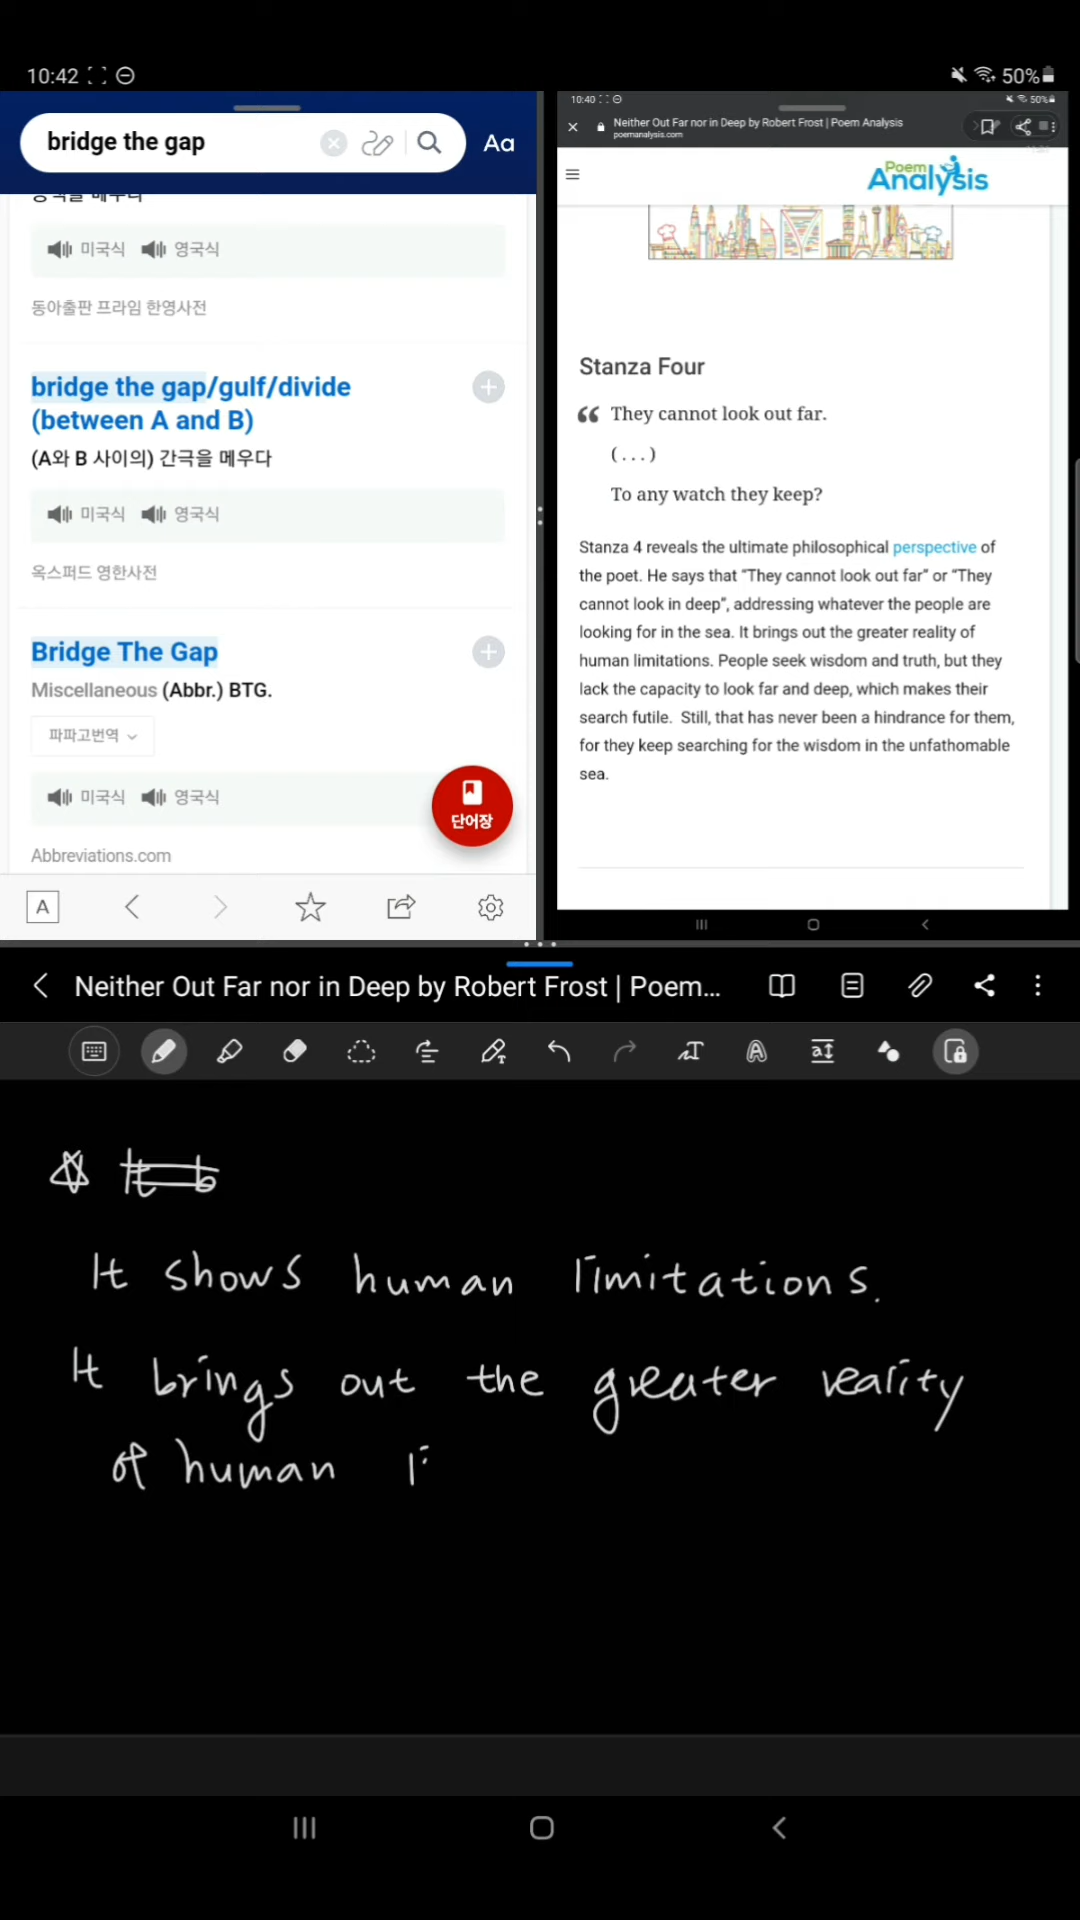 10:42
50%
bridge the gap
Aa
미국식 영국식
동아출판 프라임 한영사전
bridge the gap/gulf/divide
(between A and B)
(A와 B 사이의) 간극을 메우다
미국식 영국식
옥스퍼드 영한사전
Bridge The Gap
Miscellaneous (Abbr.) BTG.
파파고번역
미국식 영국식
단어장
Abbreviations.com
A
10:40
50%
Neither Out Far nor in Deep by Robert Frost | Poem Analysis
poemanalysis.com
Poem
Analysis
Stanza Four
“ They cannot look out far.
(...)
To any watch they keep?
Stanza 4 reveals the ultimate philosophical perspective of
the poet. He says that “They cannot look out far” or “They
cannot look in deep”, addressing whatever the people are
looking for in the sea. It brings out the greater reality of
human limitations. People seek wisdom and truth, but they
lack the capacity to look far and deep, which makes their
search futile. Still, that has never been a hindrance for them,
for they keep searching for the wisdom in the unfathomable
sea.
Neither Out Far nor in Deep by Robert Frost | Poem...
It b
It shows human limitations.
It brings out the greater reality
of human li